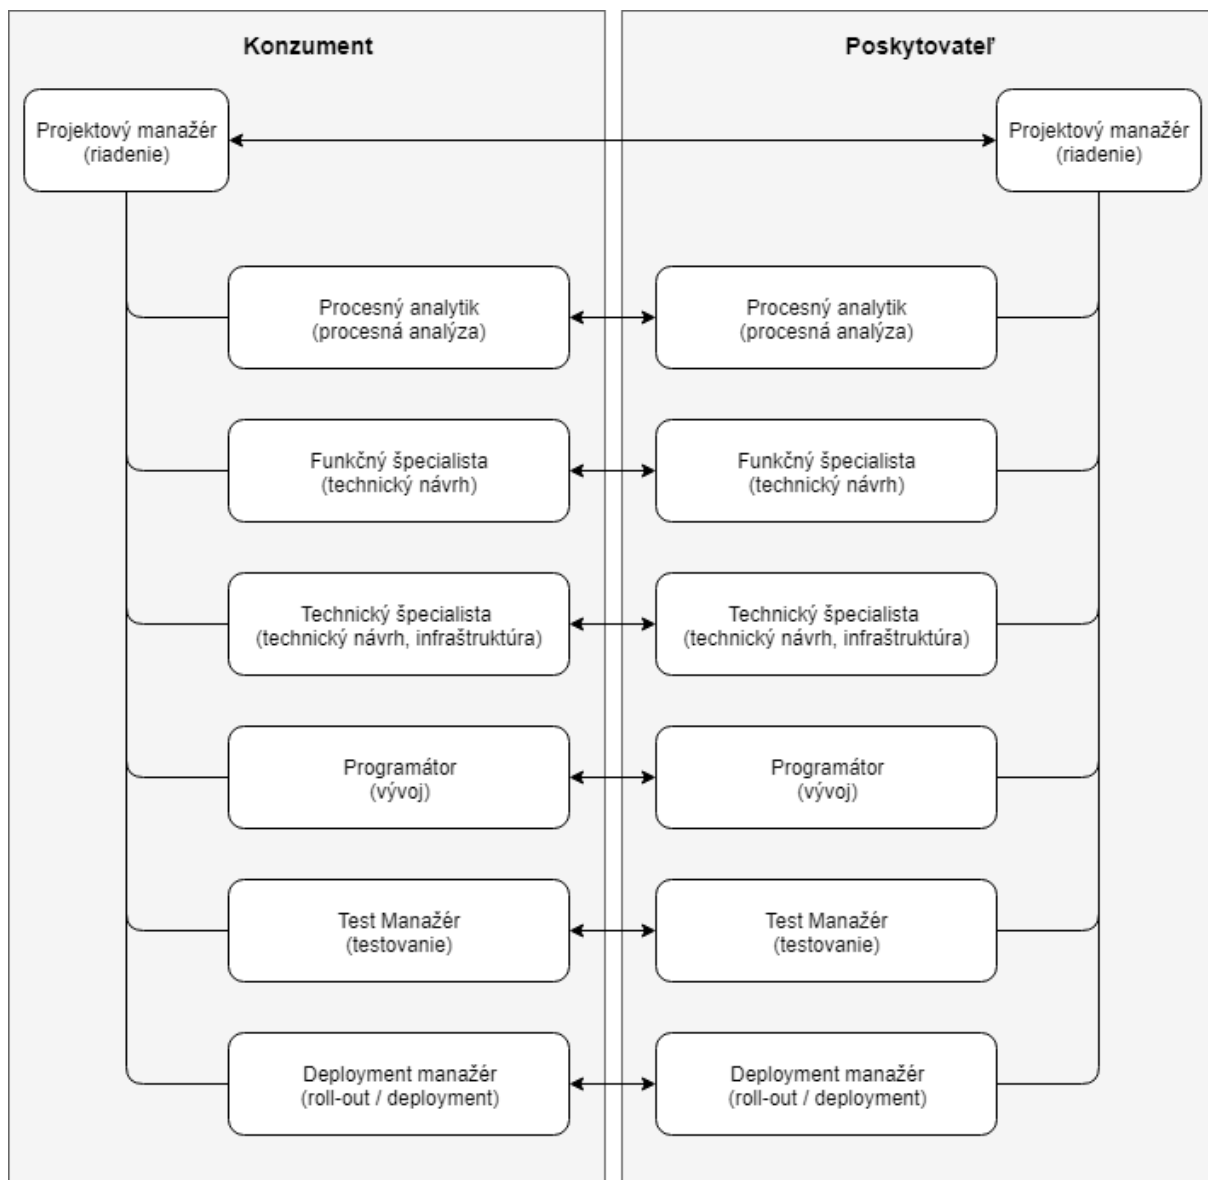 Konzument
Poskytovateľ
Projektový manažér
(riadenie)
Projektový manažér
(riadenie)
Procesný analytik
(procesná analýza)
Procesný analytik
(procesná analýza)
Funkčný špecialista
(technický návrh)
Funkčný špecialista
(technický návrh)
Technický špecialista
(technický návrh, infraštruktúra)
Technický špecialista
(technický návrh, infraštruktúra)
Programátor
(vývoj)
Programátor
(vývoj)
Test Manažér
(testovanie)
Test Manažér
(testovanie)
Deployment manažér
(roll-out / deployment)
Deployment manažér
(roll-out / deployment)